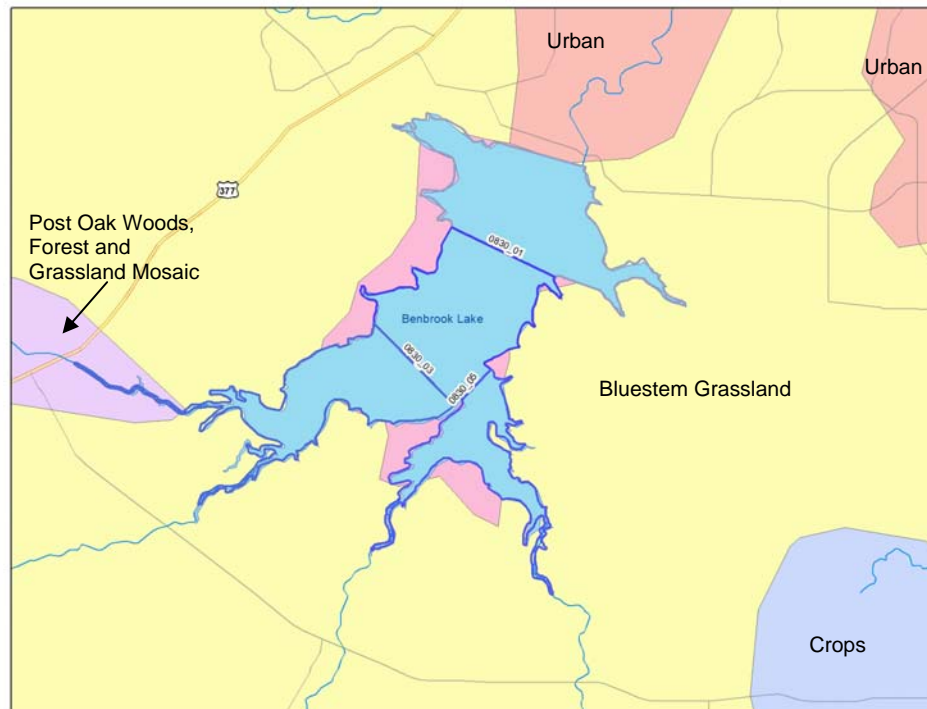 Urban
Urban
377
Post Oak Woods,
Forest and
Grassland Mosaic
0830_01
Benbrook Lake
0830_03
0830_05
Bluestem Grassland
Crops